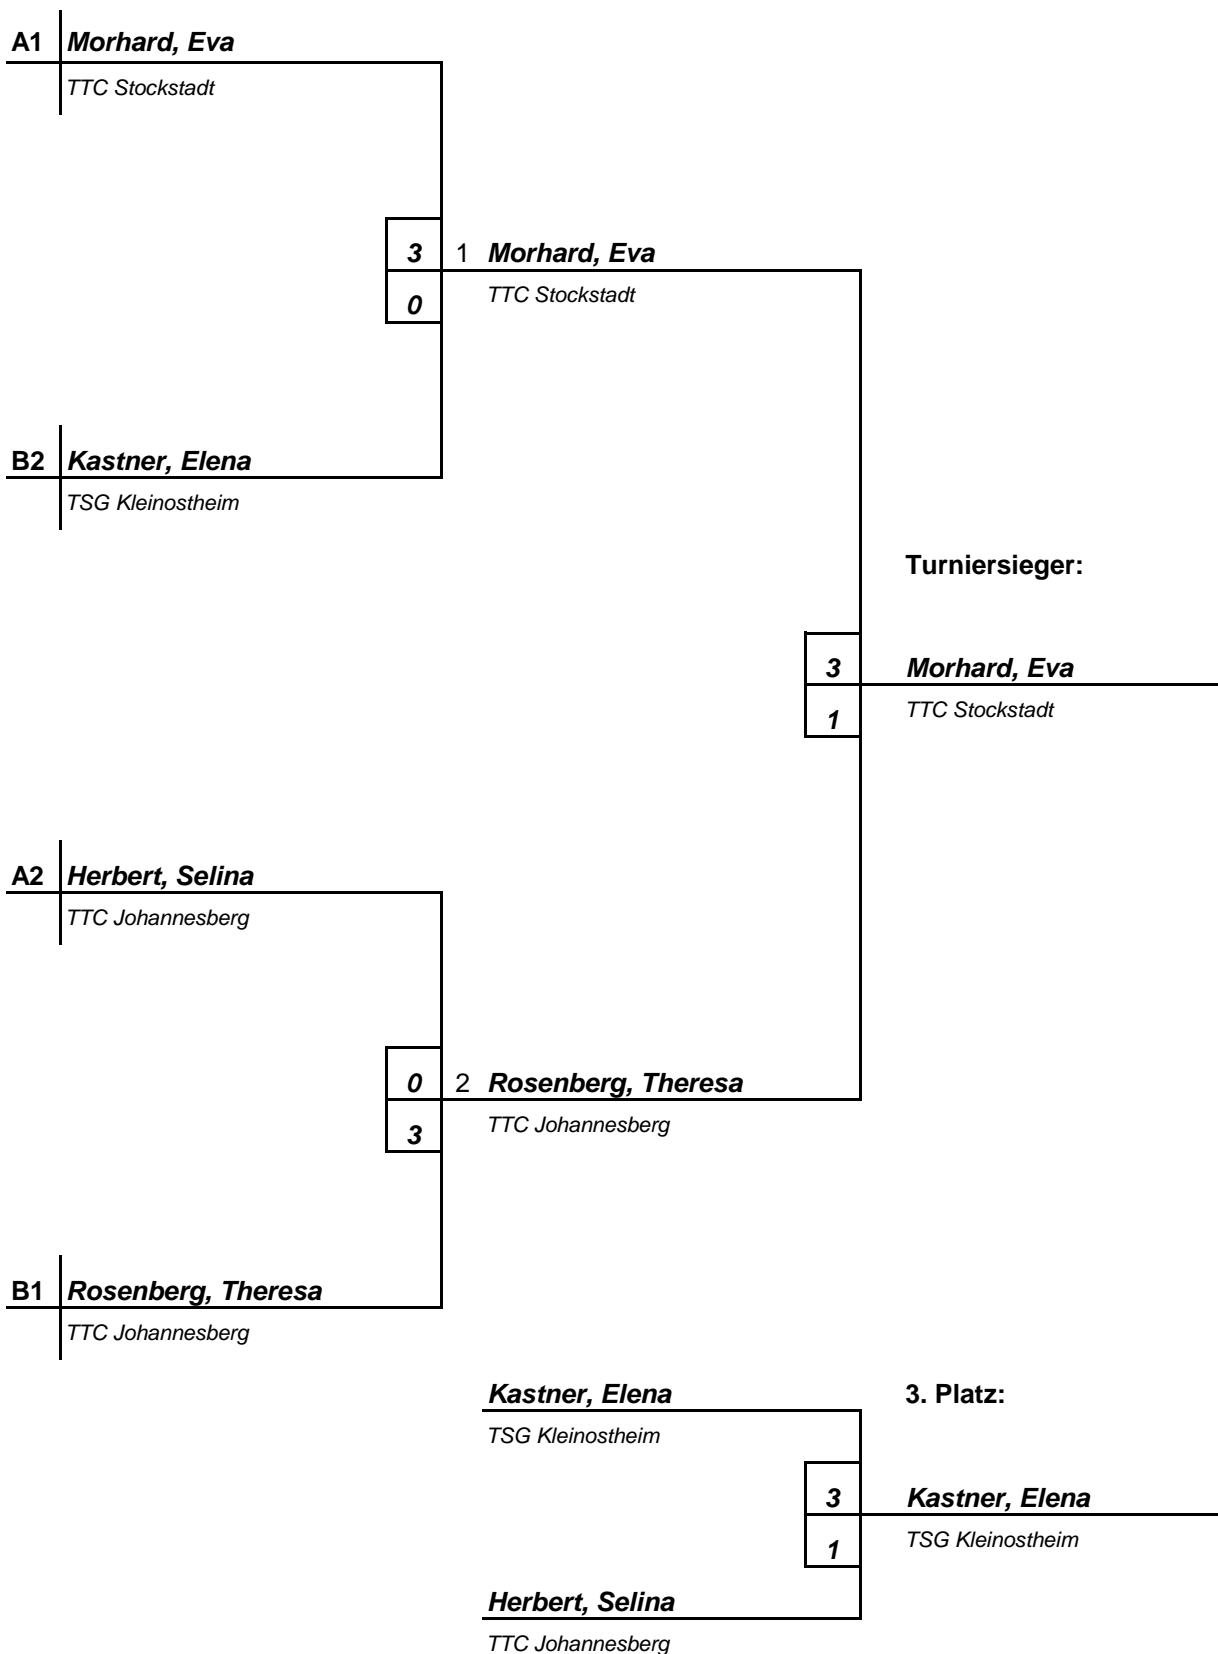 A1 Morhard, Eva
TTC Stockstadt
3 1 Morhard, Eva
TTC Stockstadt
0
B2 Kastner, Elena
TSG Kleinostheim
Turniersieger:
3 Morhard, Eva
TTC Stockstadt
1
A2 Herbert, Selina
TTC Johannesberg
0 2 Rosenberg, Theresa
TTC Johannesberg
3
B1 Rosenberg, Theresa
TTC Johannesberg
Kastner, Elena 3. Platz:
TSG Kleinostheim
3 Kastner, Elena
TSG Kleinostheim
1
Herbert, Selina
TTC Johannesberg